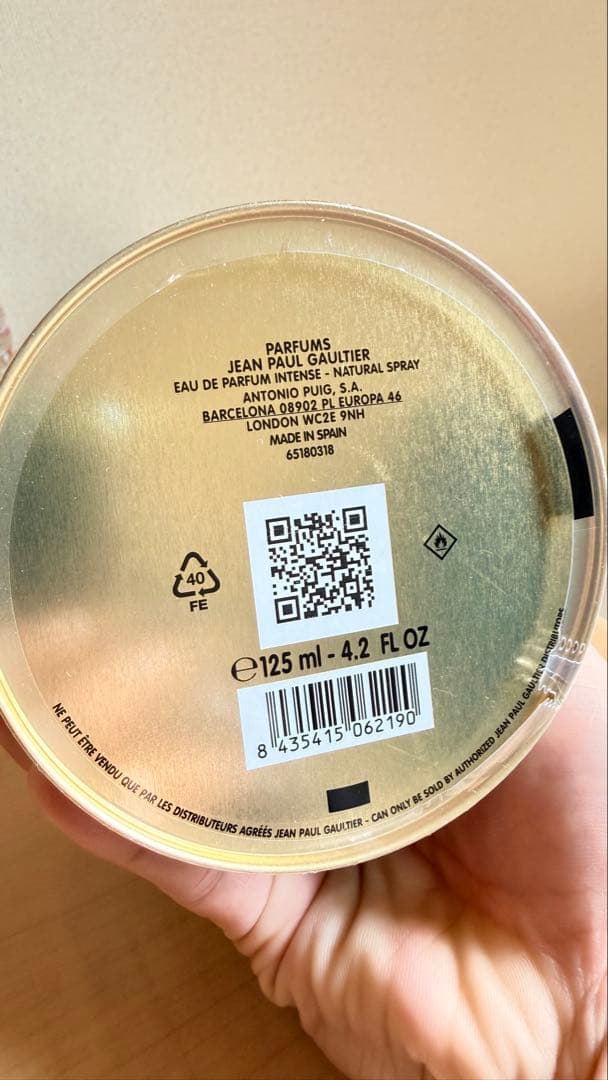 PARFUMS
JEAN PAUL GAULTIER
EAU DE PARFUM INTENSE - NATURAL SPRAY
ANTONIO PUIG, S.A.
BARCELONA 08902 PL EUROPA 46
LONDON WC2E 9NH
MADE IN SPAIN
65180318
40
FE
℮125 ml - 4.2 FL OZ
8 435415 062190
NE PEUT ÊTRE VENDU QUE PAR LES DISTRIBUTEURS AGRÉÉS JEAN PAUL GAULTIER - CAN ONLY BE SOLD BY AUTHORIZED JEAN PAUL GAULTIER DISTRIBUTORS